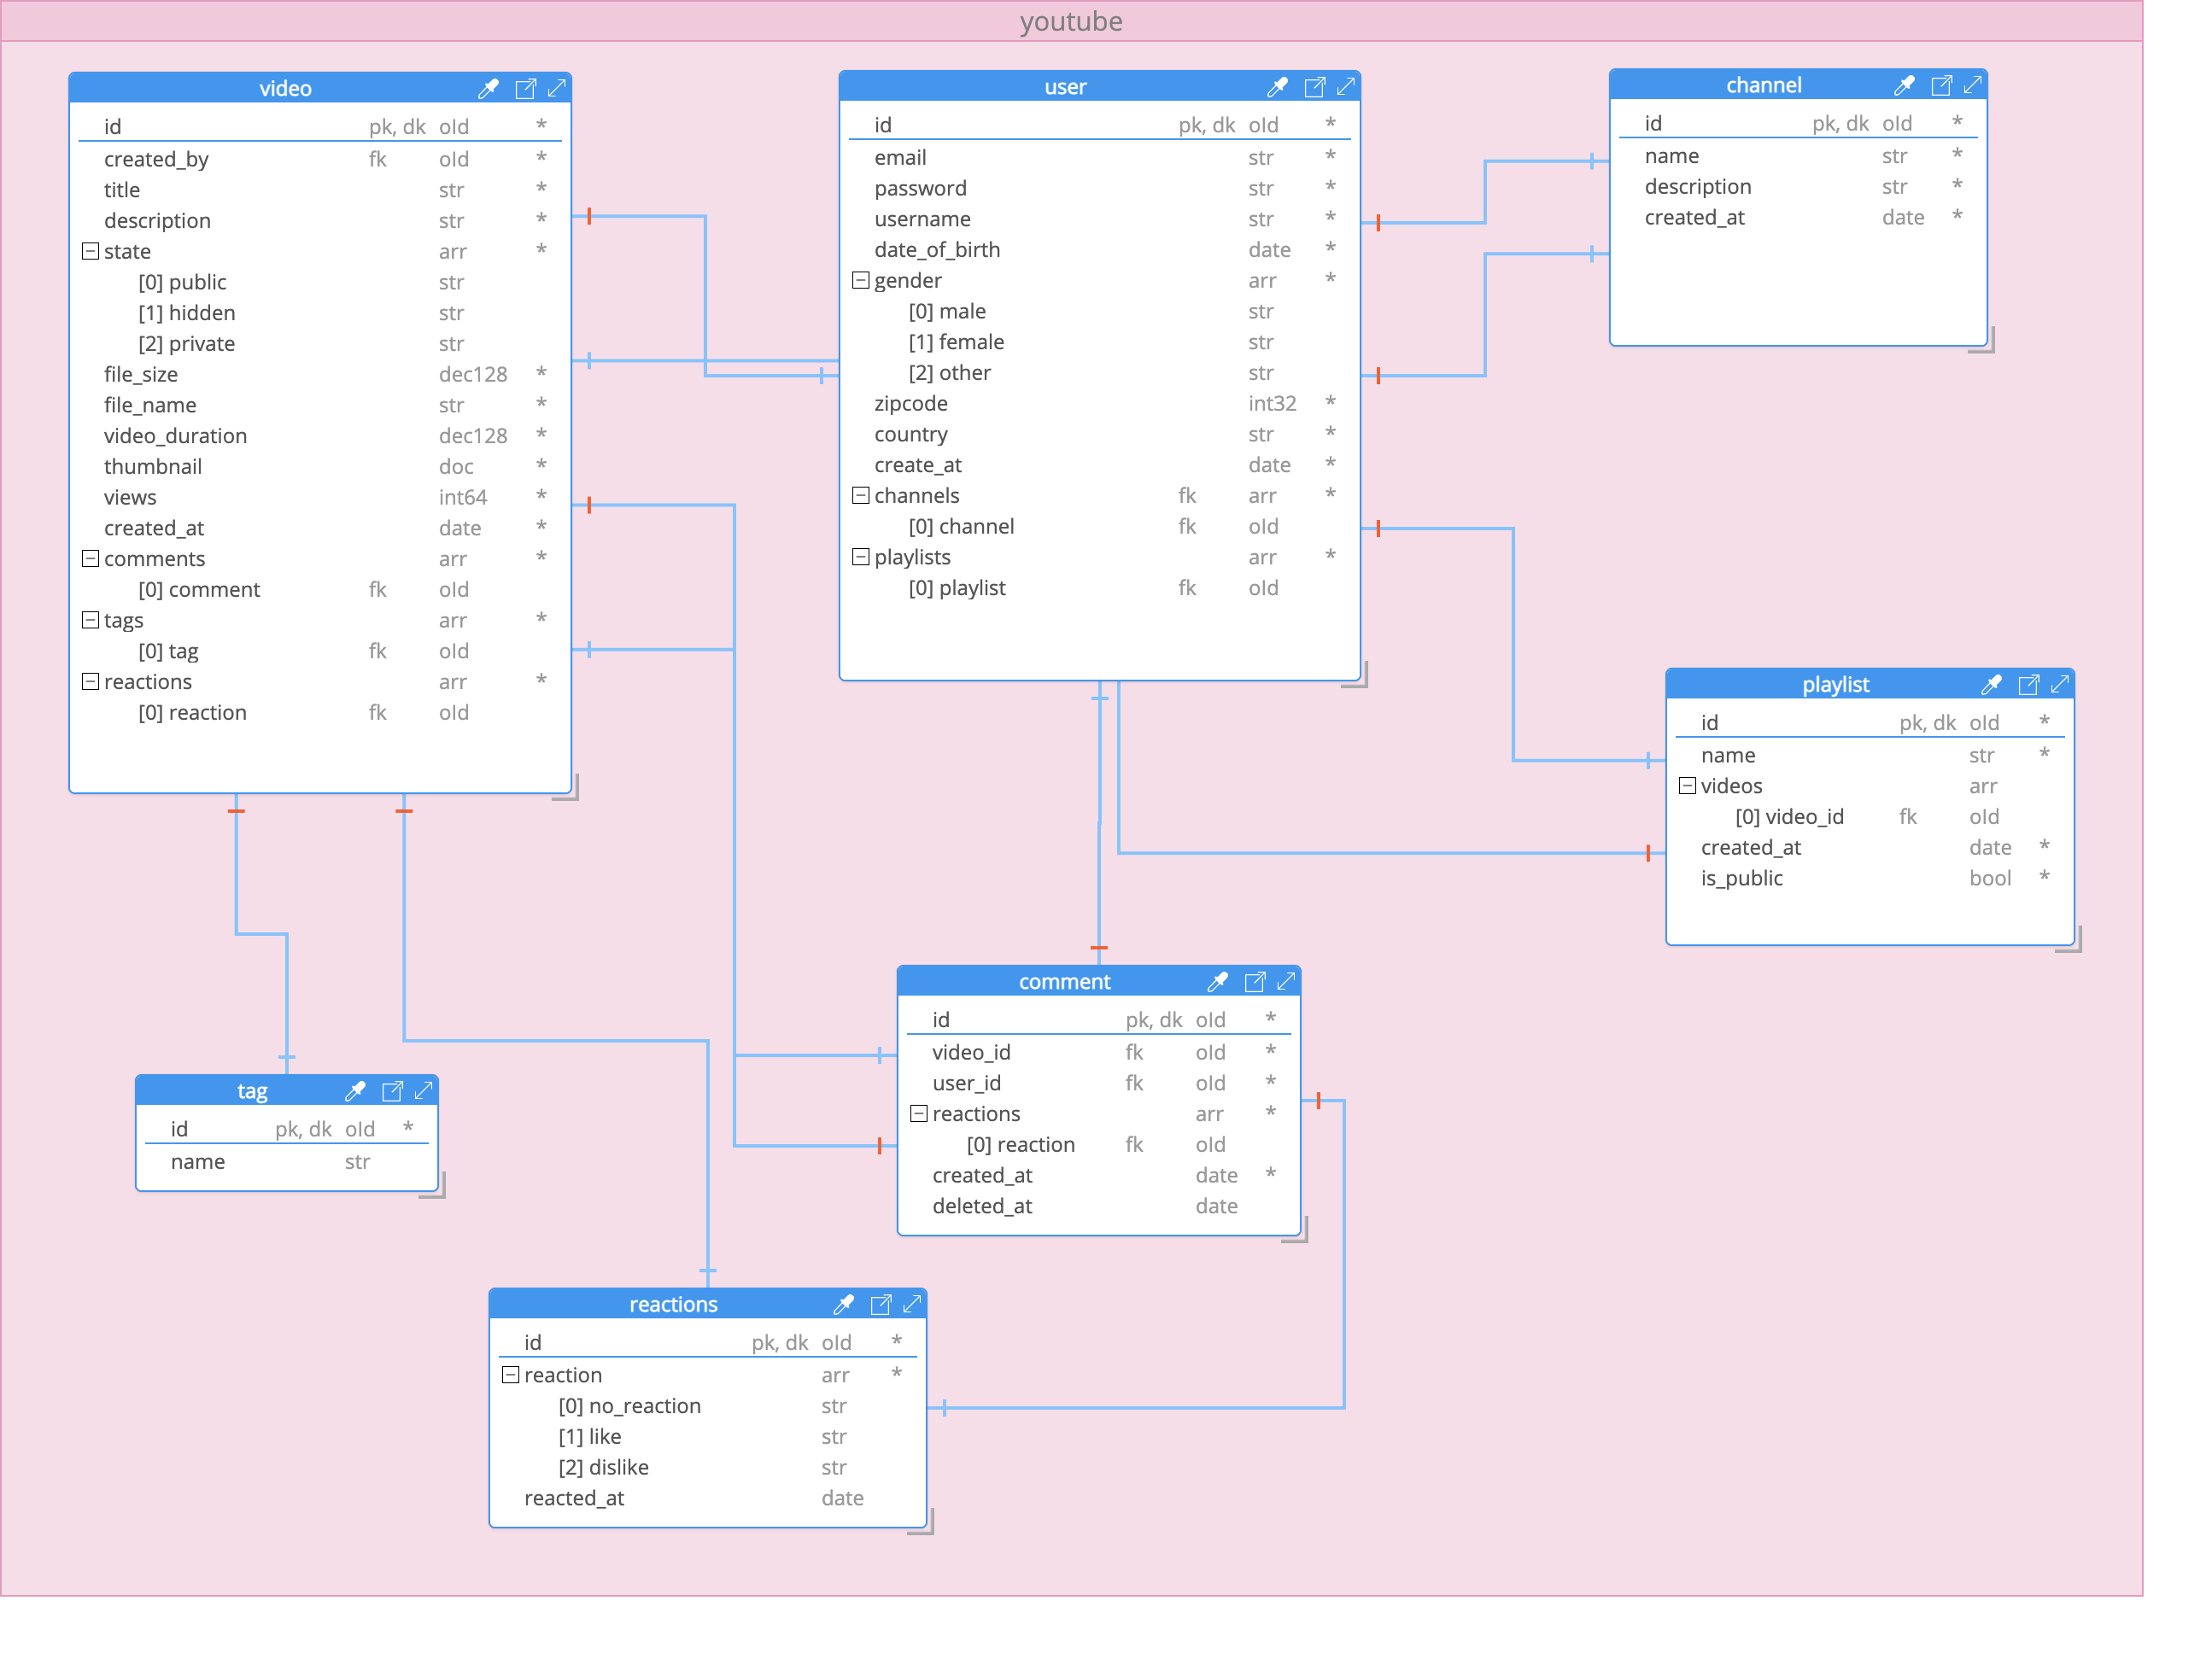 youtube
video
id pk, dk oId *
created_by fk oId *
title str *
description str *
state arr *
[0] public str
[1] hidden str
[2] private str
file_size dec128 *
file_name str *
video_duration dec128 *
thumbnail doc *
views int64 *
created_at date *
comments arr *
[0] comment fk oId
tags arr *
[0] tag fk oId
reactions arr *
[0] reaction fk oId
user
id pk, dk oId *
email str *
password str *
username str *
date_of_birth date *
gender arr *
[0] male str
[1] female str
[2] other str
zipcode int32 *
country str *
create_at date *
channels fk arr *
[0] channel fk oId
playlists arr *
[0] playlist fk oId
channel
id pk, dk oId *
name str *
description str *
created_at date *
playlist
id pk, dk oId *
name str *
videos arr
[0] video_id fk oId
created_at date *
is_public bool *
comment
id pk, dk oId *
video_id fk oId *
user_id fk oId *
reactions arr *
[0] reaction fk oId
created_at date *
deleted_at date
tag
id pk, dk oId *
name str
reactions
id pk, dk oId *
reaction arr *
[0] no_reaction str
[1] like str
[2] dislike str
reacted_at date